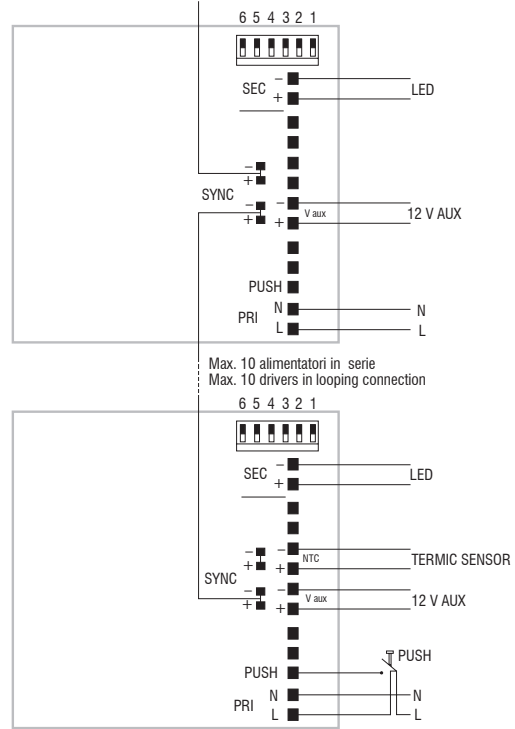 6 5 4 3 2 1
−
SEC
+
LED
−
+
SYNC
−
+
−
+
V aux
12 V AUX
PUSH
PRI
N
L
N
L
Max. 10 alimentatori in serie
Max. 10 drivers in looping connection
6 5 4 3 2 1
−
SEC
+
LED
−
+
−
+
NTC
TERMIC SENSOR
SYNC
−
+
−
+
V aux
12 V AUX
PUSH
PUSH
PRI
N
L
N
L